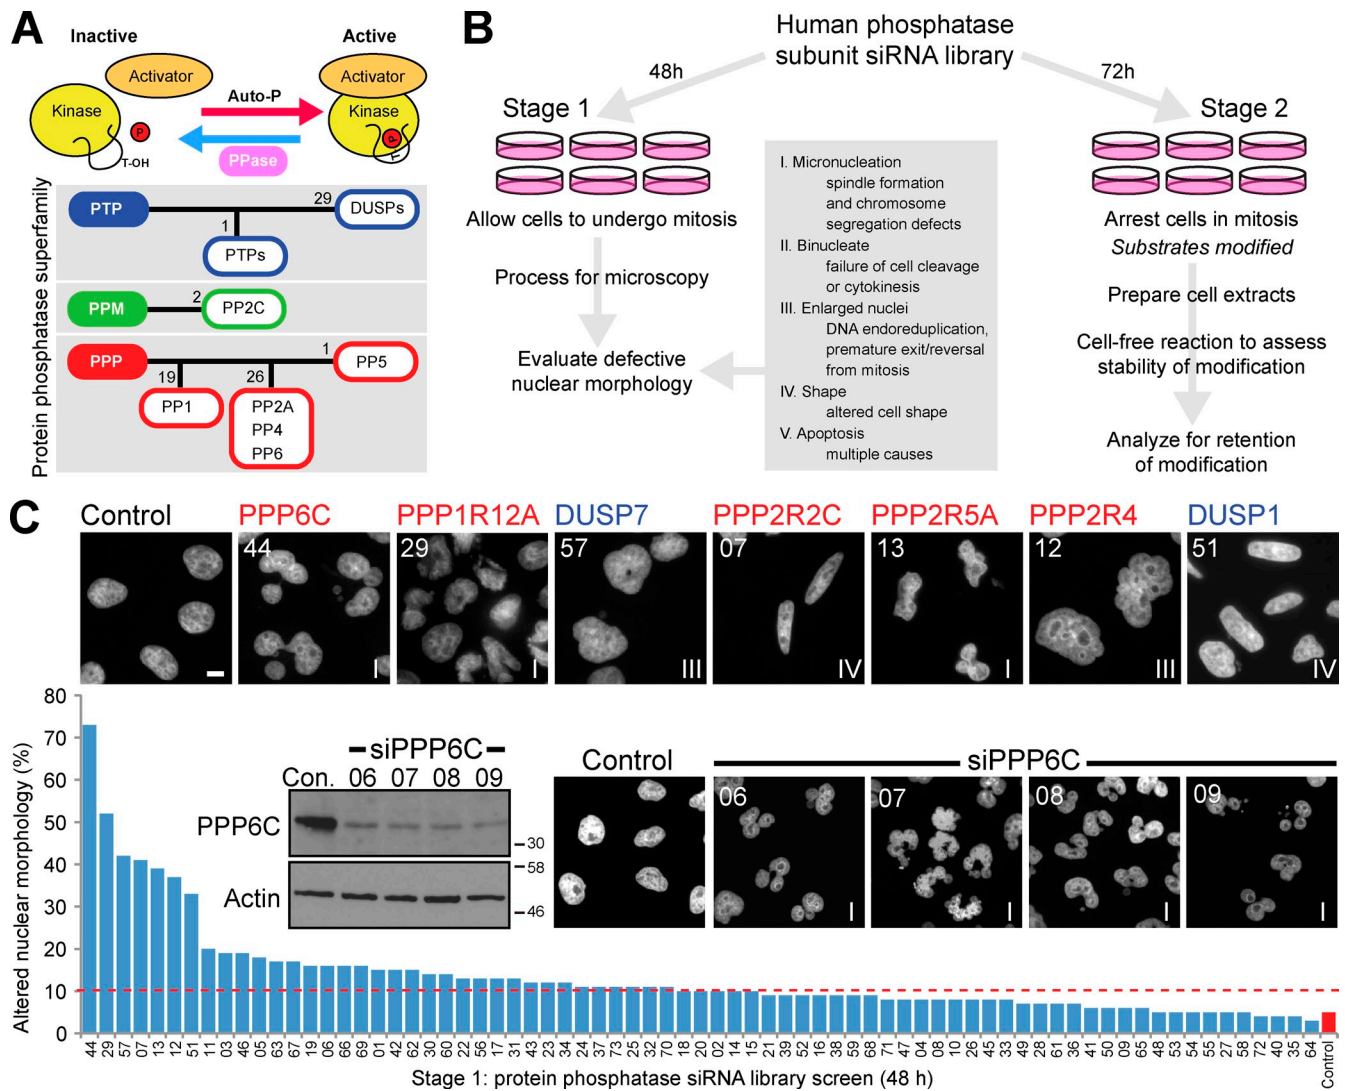 A
Inactive
Active
Activator
Activator
Kinase
Auto-P
Kinase
P
P
T-OH
T-
PPase
Protein phosphatase superfamily
PTP
29
DUSPs
1
PTPs
PPM
2
PP2C
PPP
1
PP5
19
26
PP1
PP2A
PP4
PP6
B
Human phosphatase
subunit siRNA library
48h
72h
Stage 1
Stage 2
Allow cells to undergo mitosis
Process for microscopy
Evaluate defective
nuclear morphology
I. Micronucleation
spindle formation
and chromosome
segregation defects
II. Binucleate
failure of cell cleavage
or cytokinesis
III. Enlarged nuclei
DNA endoreduplication,
premature exit/reversal
from mitosis
IV. Shape
altered cell shape
V. Apoptosis
multiple causes
Arrest cells in mitosis
Substrates modified
Prepare cell extracts
Cell-free reaction to assess
stability of modification
Analyze for retention
of modification
C
Control
PPP6C
PPP1R12A
DUSP7
PPP2R2C
PPP2R5A
PPP2R4
DUSP1
44
29
57
07
13
12
51
I
I
III
IV
I
III
IV
Altered nuclear morphology (%)
80
70
60
50
40
30
20
10
0
siPPP6C
Con. 06 07 08 09
PPP6C
30
58
Actin
46
Control
siPPP6C
06
07
08
09
I
I
I
I
44 29 57 07 13 12 51 11 03 46 05 63 67 19 06 66 69 01 42 62 30 60 22 56 17 31 43 23 34 24 37 73 25 32 70 18 20 02 14 15 21 39 52 16 38 59 68 71 47 04 08 10 26 45 33 49 28 61 36 41 50 09 65 48 53 54 55 27 58 72 40 35 64 Control
Stage 1: protein phosphatase siRNA library screen (48 h)